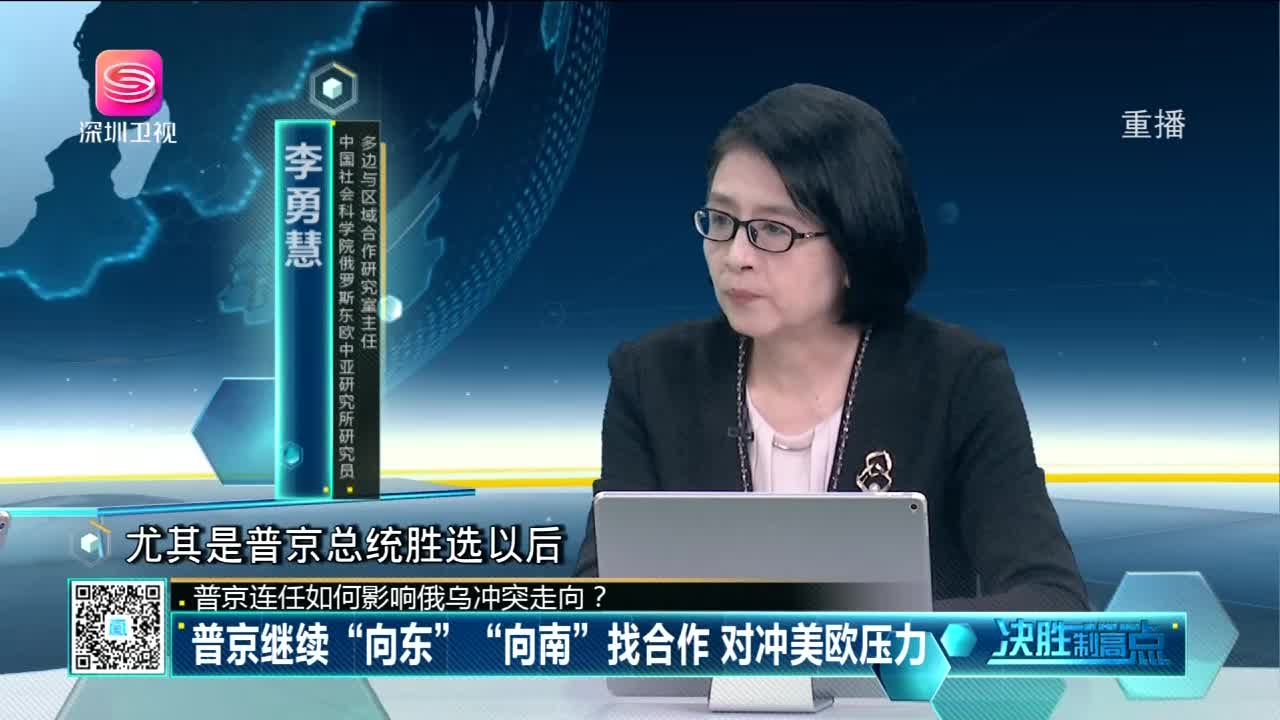 深圳卫视
重播
李勇慧
多边与区域合作研究室主任
中国社会科学院俄罗斯东欧中亚研究所研究员
尤其是普京总统胜选以后
普京连任如何影响俄乌冲突走向？
普京继续“向东”“向南”找合作 对冲美欧压力
决胜制高点